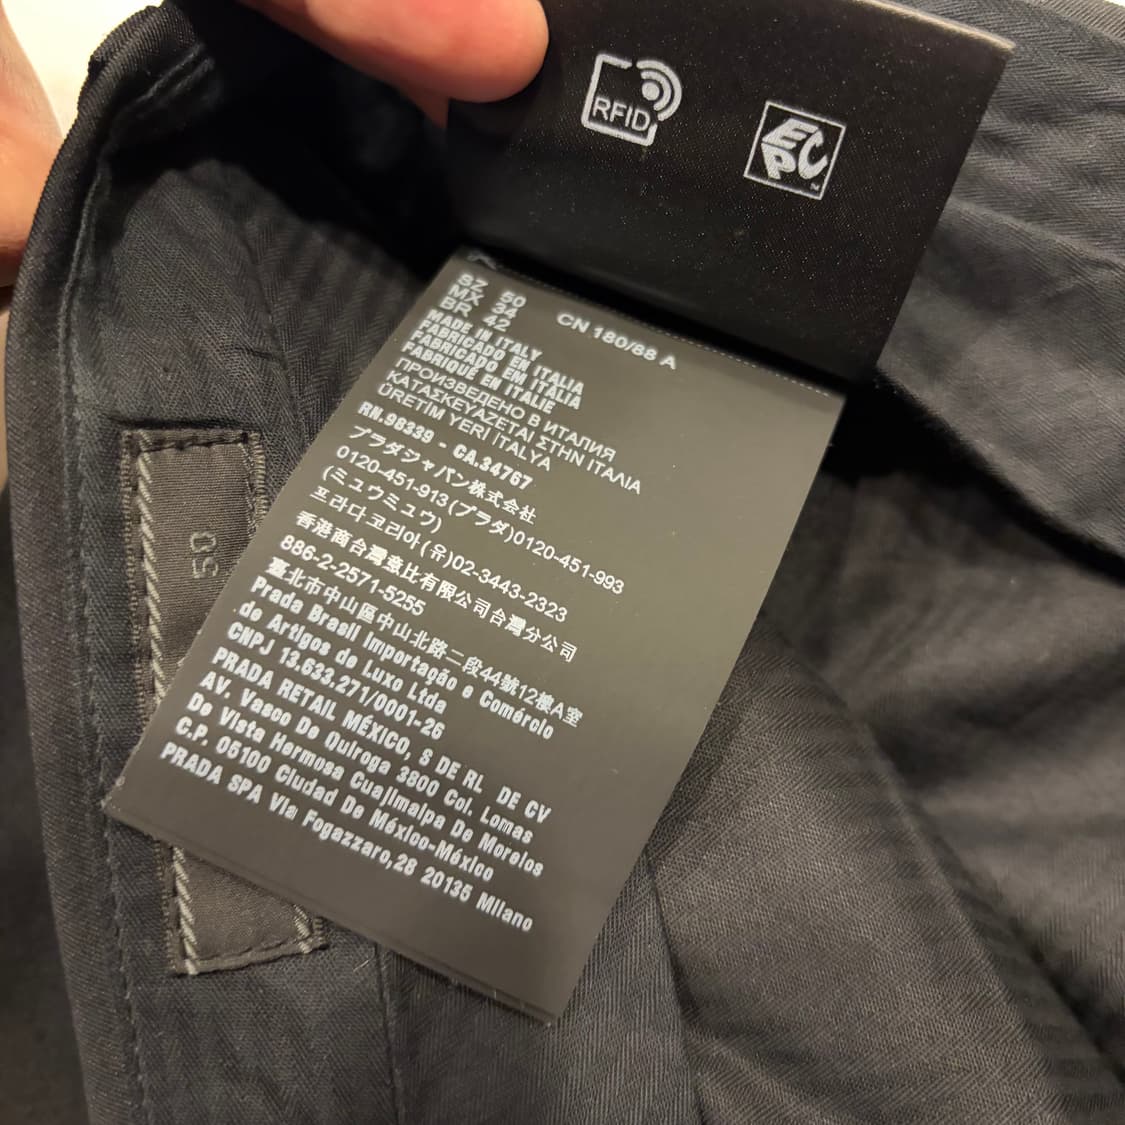 RFID
EPC
TM
SZ 50
MX 34 CN 180/88 A
BR 42
MADE IN ITALY
FABRICADO EN ITALIA
FABRICADO EM ITALIA
FABRIQUÉ EN ITALIE
ПРОИЗВЕДЕНО В ИТАЛИЯ
ΚΑΤΑΣΚΕΥΑΖΕΤΑΙ ΣΤΗΝ ΙΤΑΛΙΑ
ÜRETİM YERİ İTALYA
RN.98339 - CA.34767
プラダジャパン株式会社
0120-451-913(プラダ)0120-451-993
(ミュウミュウ)
프라다코리아(유)02-3443-2323
香港商台灣意比有限公司台灣分公司
886-2-2571-5255
臺北市中山區中山北路二段44號12樓A室
Prada Brasil Importação e Comérolo
de Artigos de Luxo Ltda
CNPJ 13.633.271/0001-26
PRADA RETAIL MÉXICO, S DE RL DE CV
AV. Vasco De Quiroga 3800 Col. Lomas
De Vista Hermosa Cuajimalpa De Morelos
C.P. 05100 Ciudad De México-México
PRADA SPA Via Fogazzaro,28 20135 Milano
50